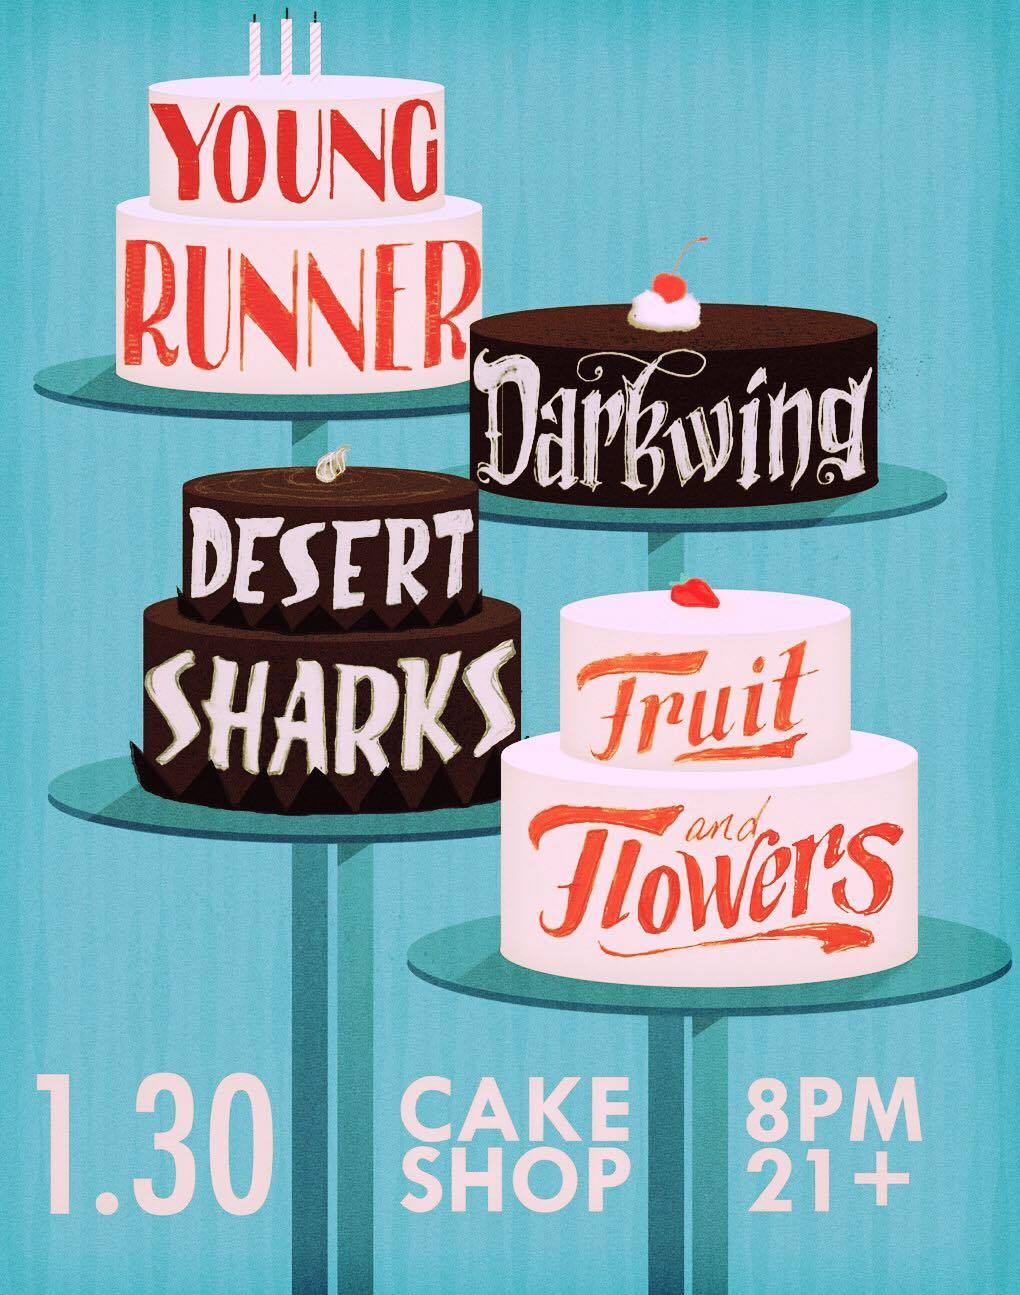 YOUNG
RUNNER
Darkwing
DESERT
SHARKS
Fruit
and
Flowers
1.30
CAKE
SHOP
8PM
21+